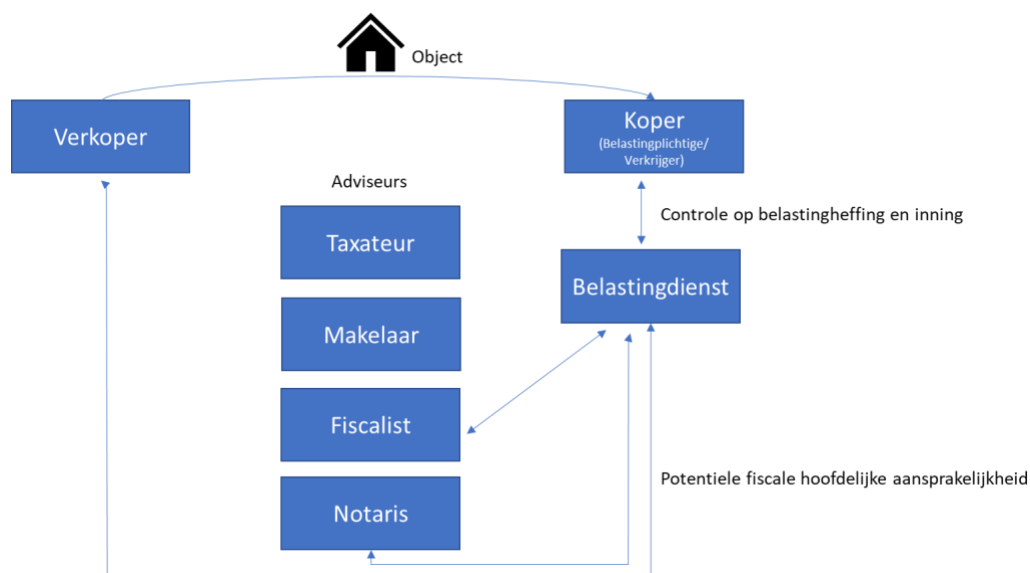 Object
Verkoper
Koper
(Belastingplichtige/
Verkrijger)
Adviseurs
Controle op belastingheffing en inning
Taxateur
Belastingdienst
Makelaar
Fiscalist
Potentiele fiscale hoofdelijke aansprakelijkheid
Notaris